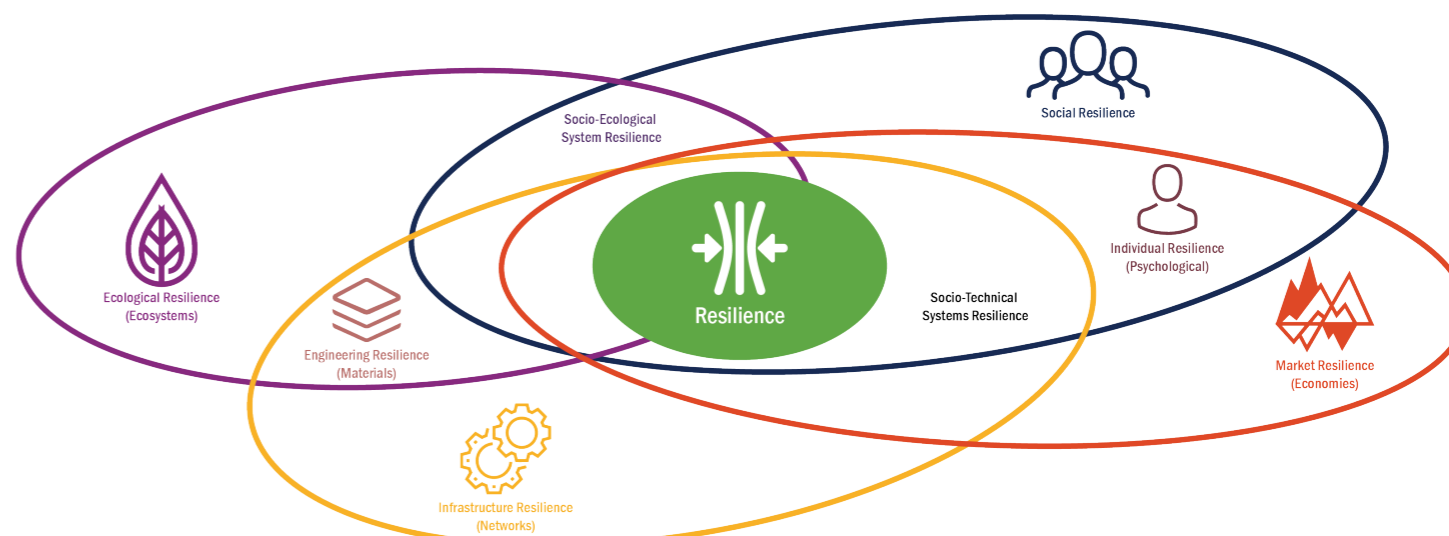 Social Resilience
Socio-Ecological
System Resilience
Individual Resilience
(Psychological)
Ecological Resilience
(Ecosystems)
Socio-Technical
Systems Resilience
Resilience
Engineering Resilience
(Materials)
Market Resilience
(Economies)
Infrastructure Resilience
(Networks)